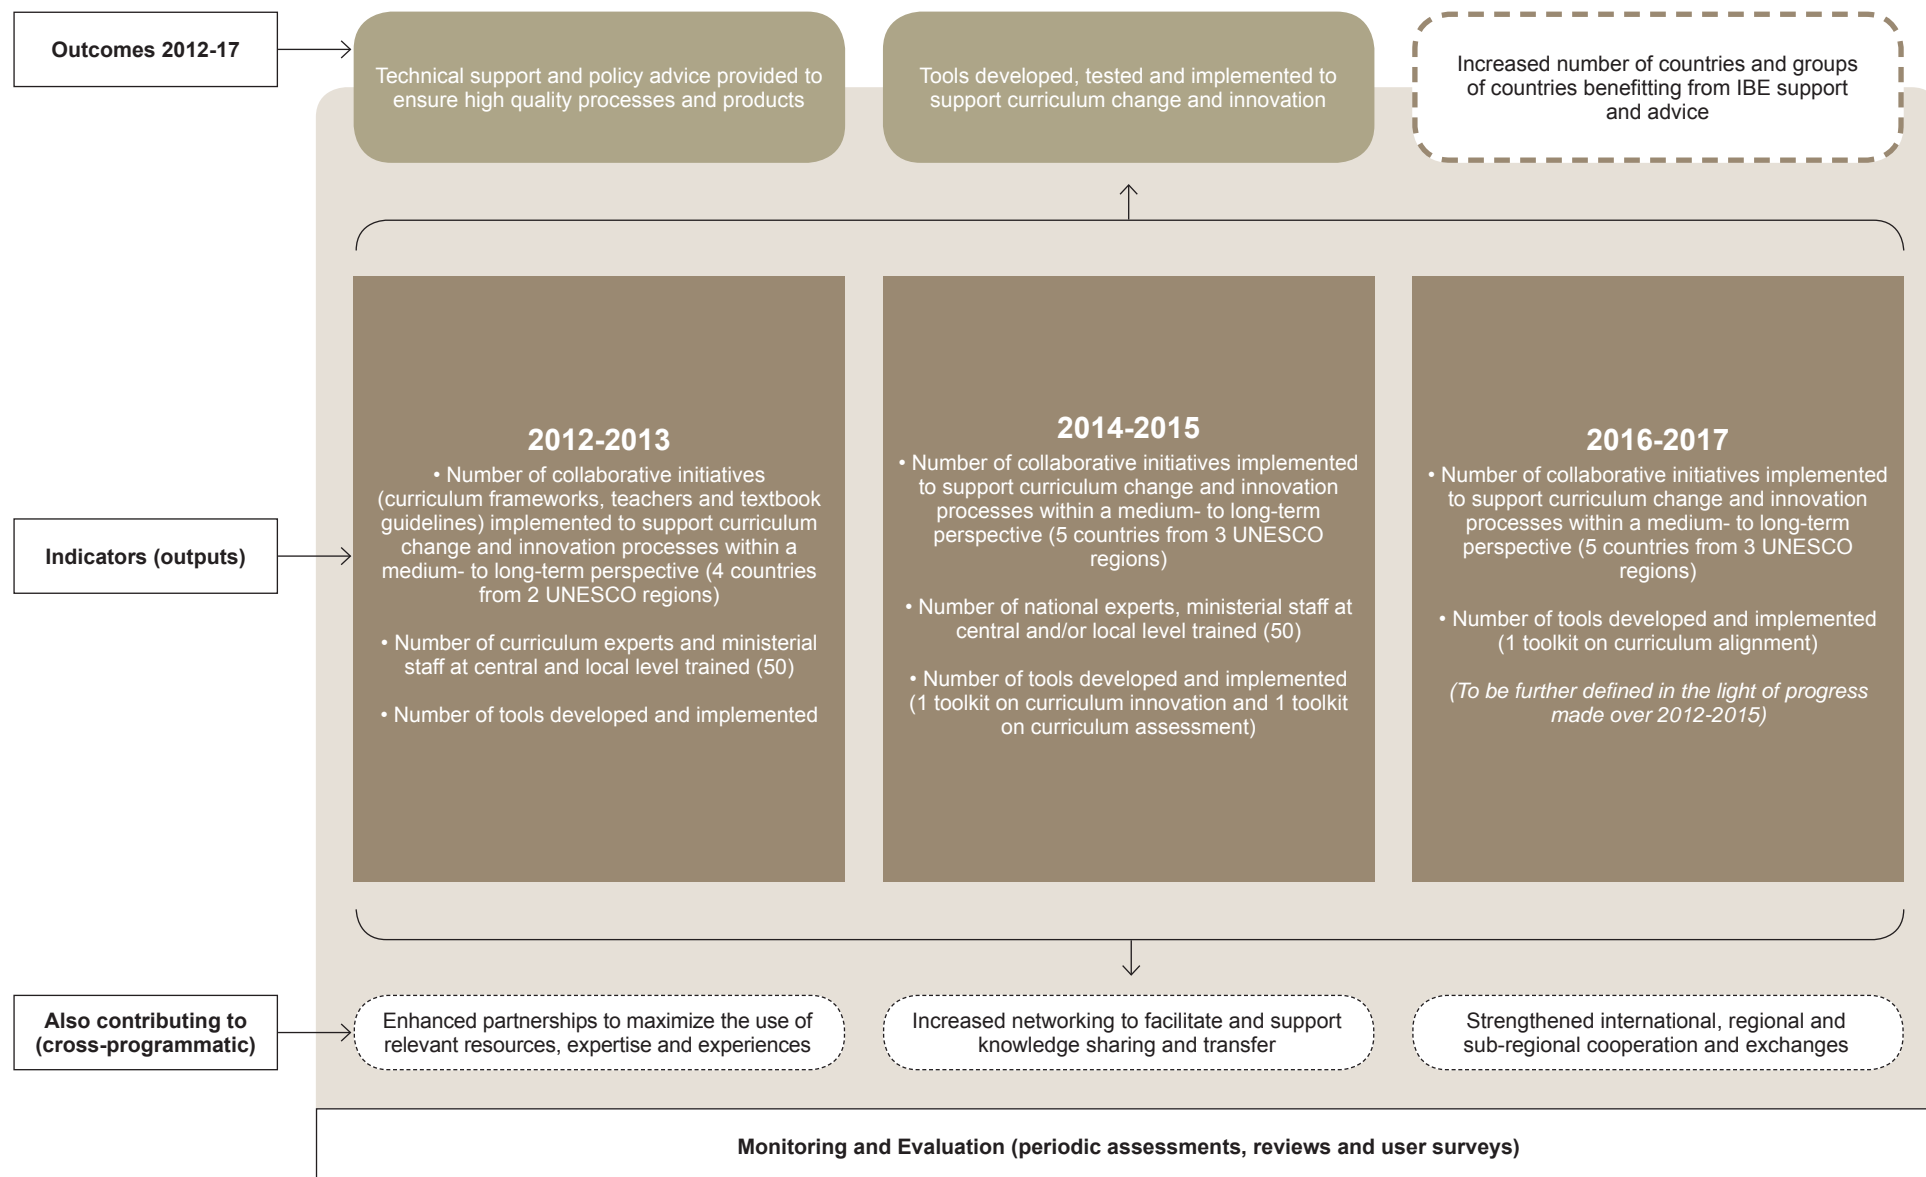 Outcomes 2012-17
Technical support and policy advice provided to
ensure high quality processes and products
Tools developed, tested and implemented to
support curriculum change and innovation
Increased number of countries and groups
of countries benefitting from IBE support
and advice
Indicators (outputs)
2012-2013
• Number of collaborative initiatives
(curriculum frameworks, teachers and textbook
guidelines) implemented to support curriculum
change and innovation processes within a
medium- to long-term perspective (4 countries
from 2 UNESCO regions)
• Number of curriculum experts and ministerial
staff at central and local level trained (50)
• Number of tools developed and implemented
2014-2015
• Number of collaborative initiatives implemented
to support curriculum change and innovation
processes within a medium- to long-term
perspective (5 countries from 3 UNESCO
regions)
• Number of national experts, ministerial staff at
central and/or local level trained (50)
• Number of tools developed and implemented
(1 toolkit on curriculum innovation and 1 toolkit
on curriculum assessment)
2016-2017
• Number of collaborative initiatives implemented
to support curriculum change and innovation
processes within a medium- to long-term
perspective (5 countries from 3 UNESCO
regions)
• Number of tools developed and implemented
(1 toolkit on curriculum alignment)
(To be further defined in the light of progress
made over 2012-2015)
Also contributing to
(cross-programmatic)
Enhanced partnerships to maximize the use of
relevant resources, expertise and experiences
Increased networking to facilitate and support
knowledge sharing and transfer
Strengthened international, regional and
sub-regional cooperation and exchanges
Monitoring and Evaluation (periodic assessments, reviews and user surveys)